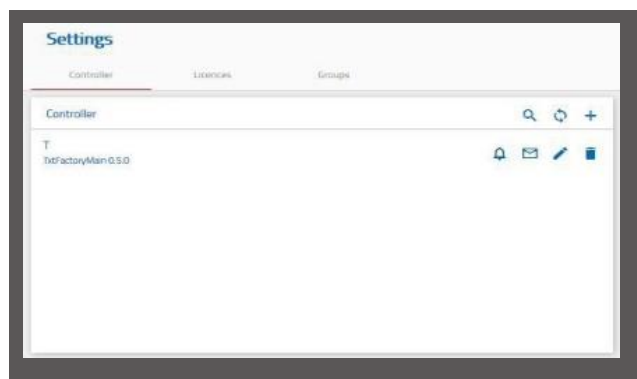 Settings
Controller Licences Groups
Controller
T
TxtFactoryMain 0.5.0